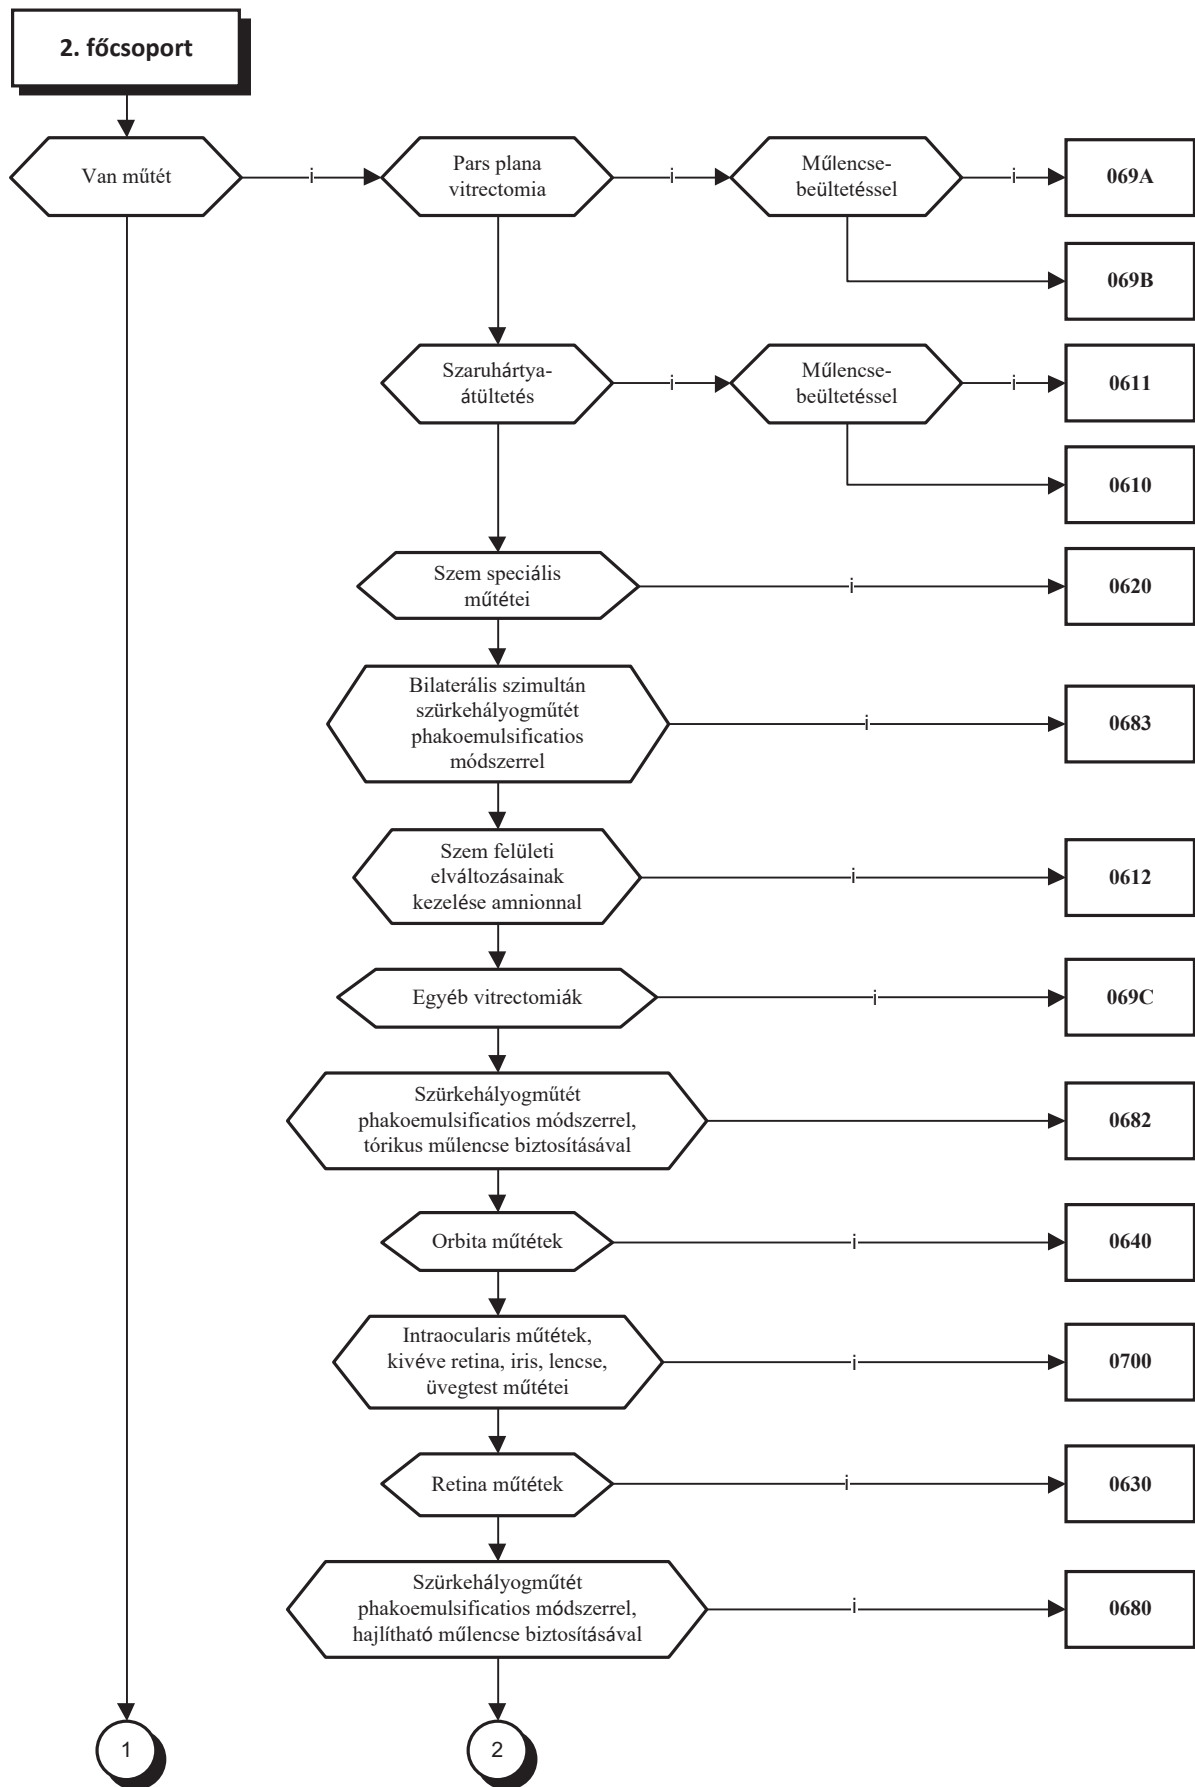 2. főcsoport
Van műtét
i
Pars plana
vitrectomia
i
Műlencse-
beültetéssel
i
069A
069B
Szaruhártya-
átültetés
i
Műlencse-
beültetéssel
i
0611
0610
Szem speciális
műtétei
i
0620
Bilaterális szimultán
szürkehályogműtét
phakoemulsificatios
módszerrel
i
0683
Szem felületi
elváltozásainak
kezelése amnionnal
i
0612
Egyéb vitrectomiák
i
069C
Szürkehályogműtét
phakoemulsificatios módszerrel,
tórikus műlencse biztosításával
0682
Orbita műtétek
i
0640
Intraocularis műtétek,
kivéve retina, iris, lencse,
üvegtest műtétei
i
0700
Retina műtétek
i
0630
Szürkehályogműtét
phakoemulsificatios módszerrel,
hajlítható műlencse biztosításával
i
0680
1
2